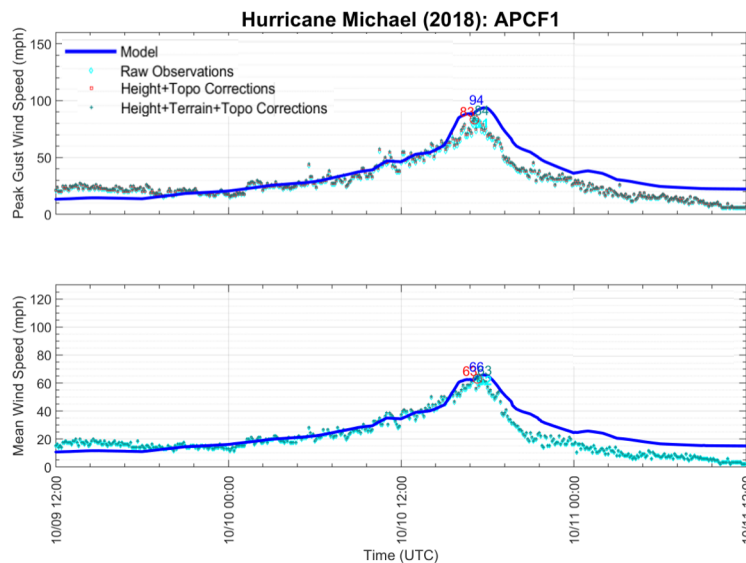 Hurricane Michael (2018): APCF1
Peak Gust Wind Speed (mph)
150
100
50
0
Model
Raw Observations
Height+Topo Corrections
Height+Terrain+Topo Corrections
94
Mean Wind Speed (mph)
120
100
80
60
40
20
0
66
10/09 12:00
10/10 00:00
10/10 12:00
10/11 00:00
Time (UTC)